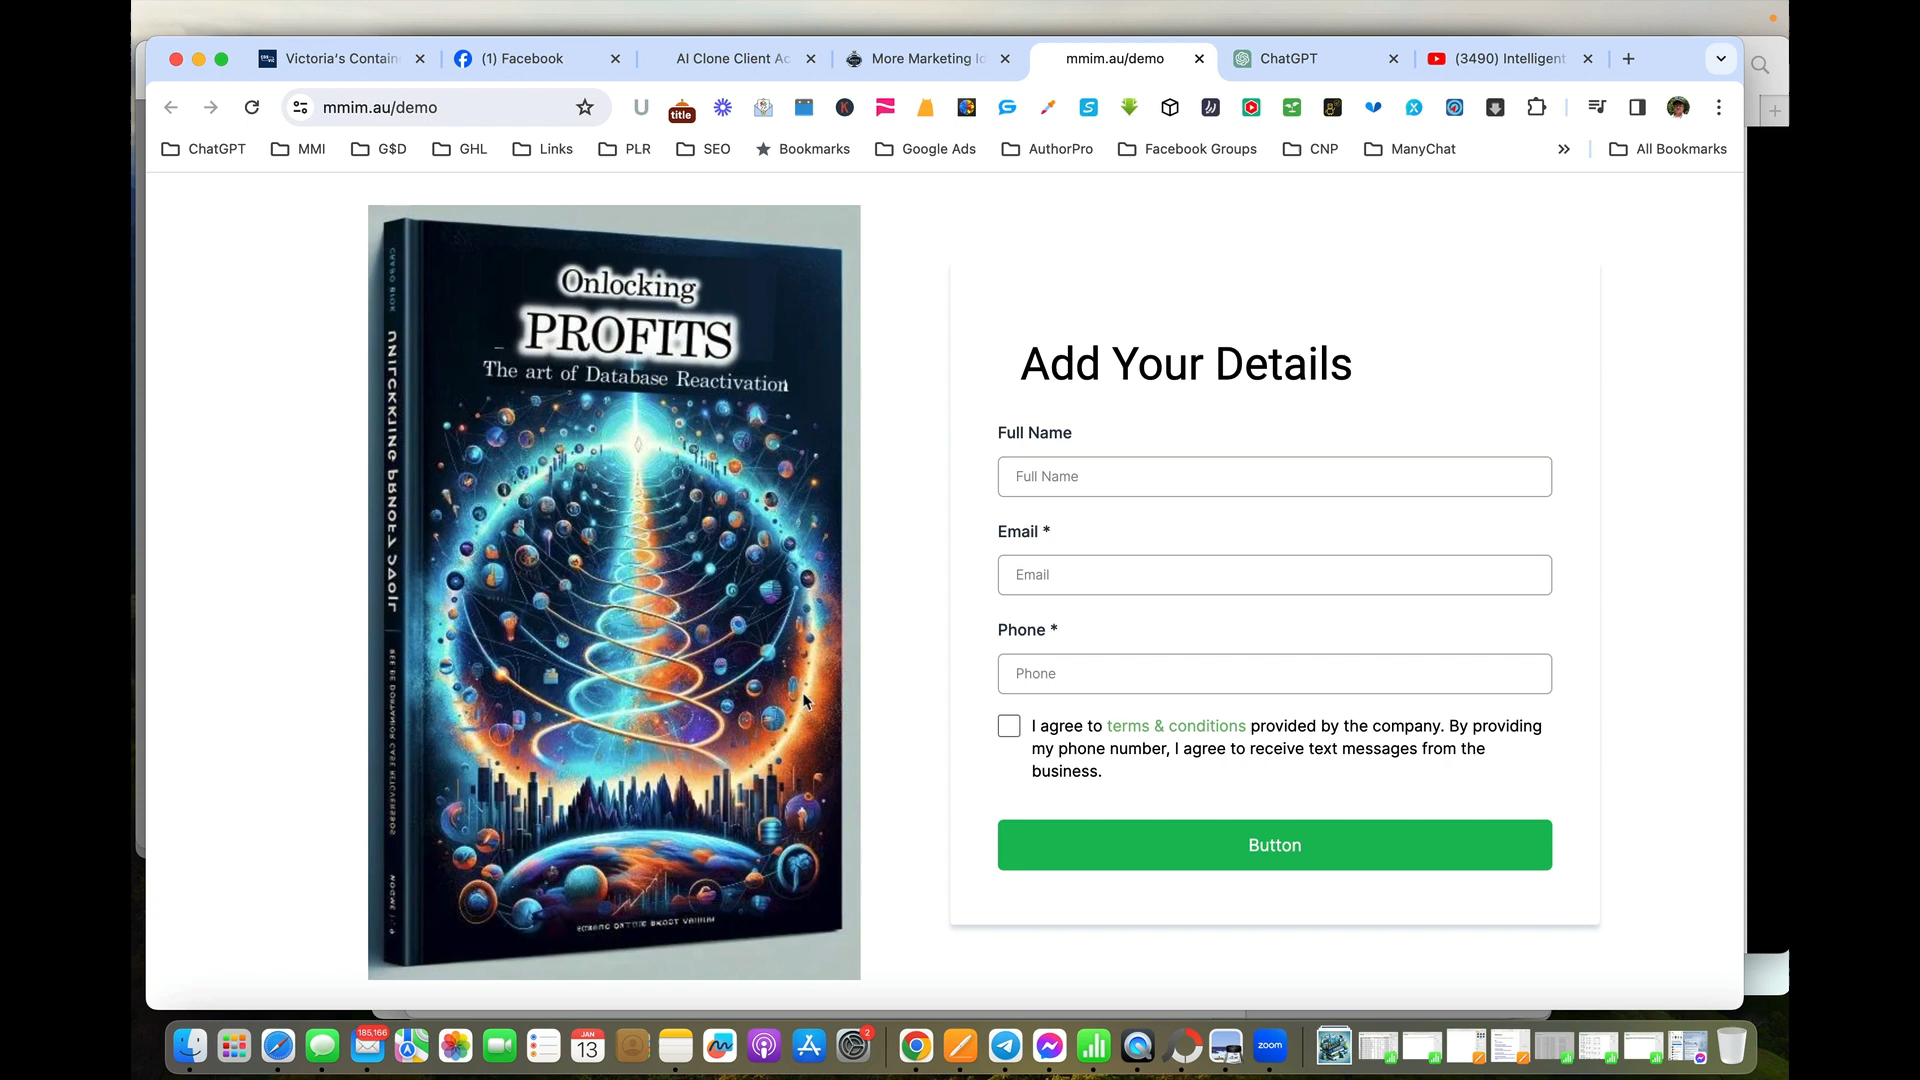 Victoria's Contain
(1) Facebook
AI Clone Client Ac
More Marketing Id
mmim.au/demo
ChatGPT
(3490) Intelligent
mmim.au/demo
title
ChatGPT
MMI
G$D
GHL
Links
PLR
SEO
Bookmarks
Google Ads
AuthorPro
Facebook Groups
CNP
ManyChat
All Bookmarks
Onlocking
PROFITS
The art of Database Reactivation
Add Your Details
Full Name
Full Name
Email *
Email
Phone *
Phone
I agree to terms & conditions provided by the company. By providing
my phone number, I agree to receive text messages from the
business.
Button
185,166
JAN
13
2
zoom